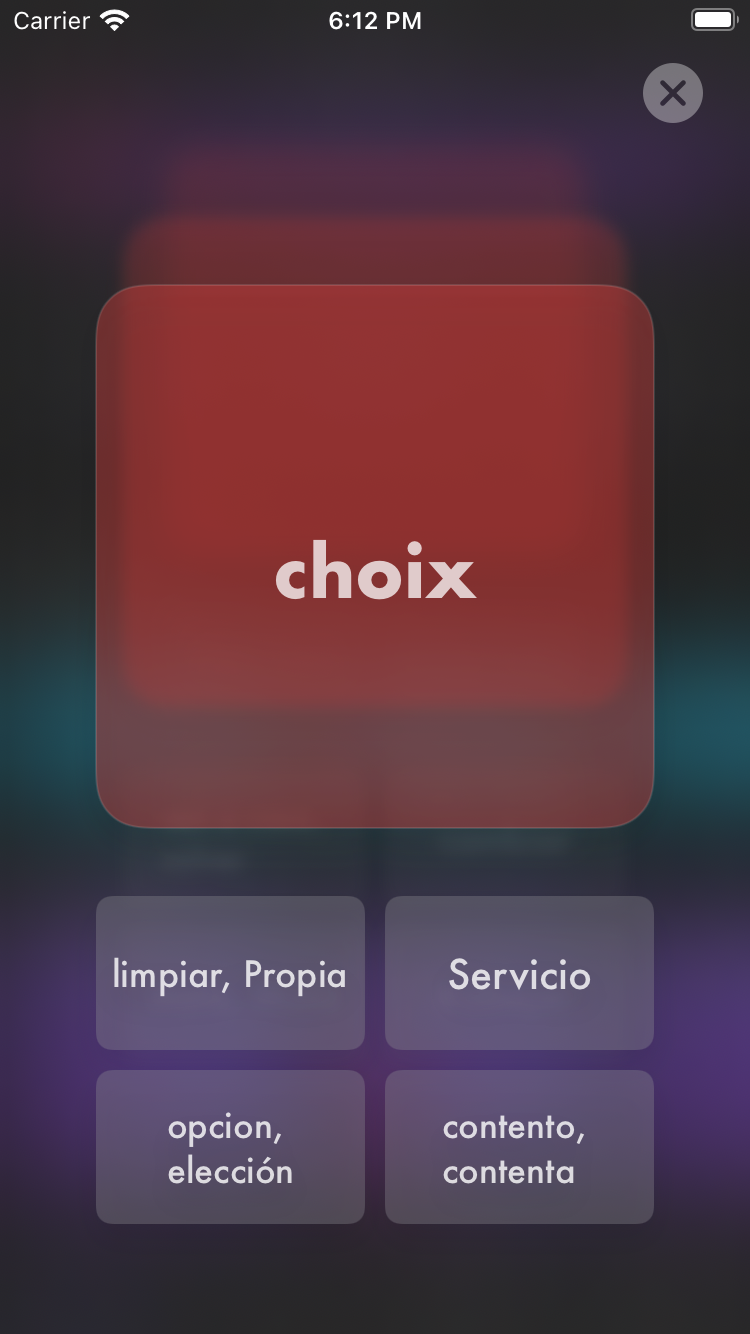 Carrier
6:12 PM
choix
limpiar, Propia
Servicio
opcion,
elección
contento,
contenta